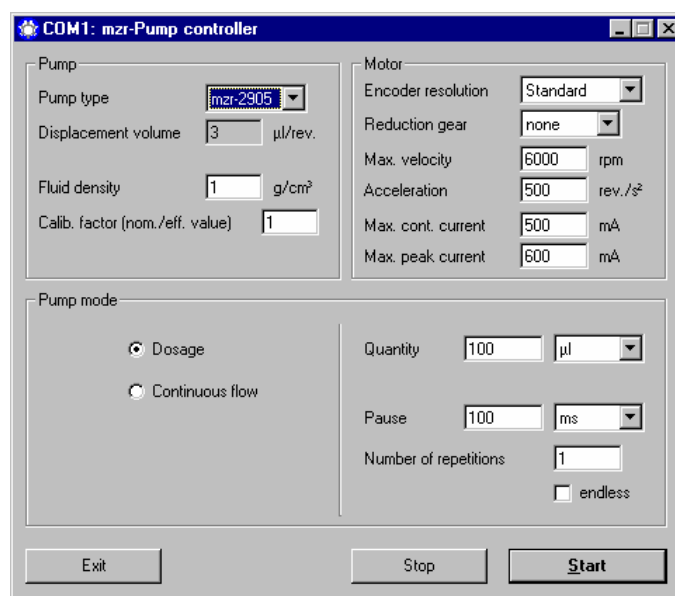 COM1: mzr-Pump controller
Pump
Pump type mzr-2905
Displacement volume 3 µl/rev.
Fluid density 1 g/cm³
Calib. factor (nom./eff. value) 1
Motor
Encoder resolution Standard
Reduction gear none
Max. velocity 6000 rpm
Acceleration 500 rev./s²
Max. cont. current 500 mA
Max. peak current 600 mA
Pump mode
Dosage
Continuous flow
Quantity 100 µl
Pause 100 ms
Number of repetitions 1
endless
Exit Stop Start